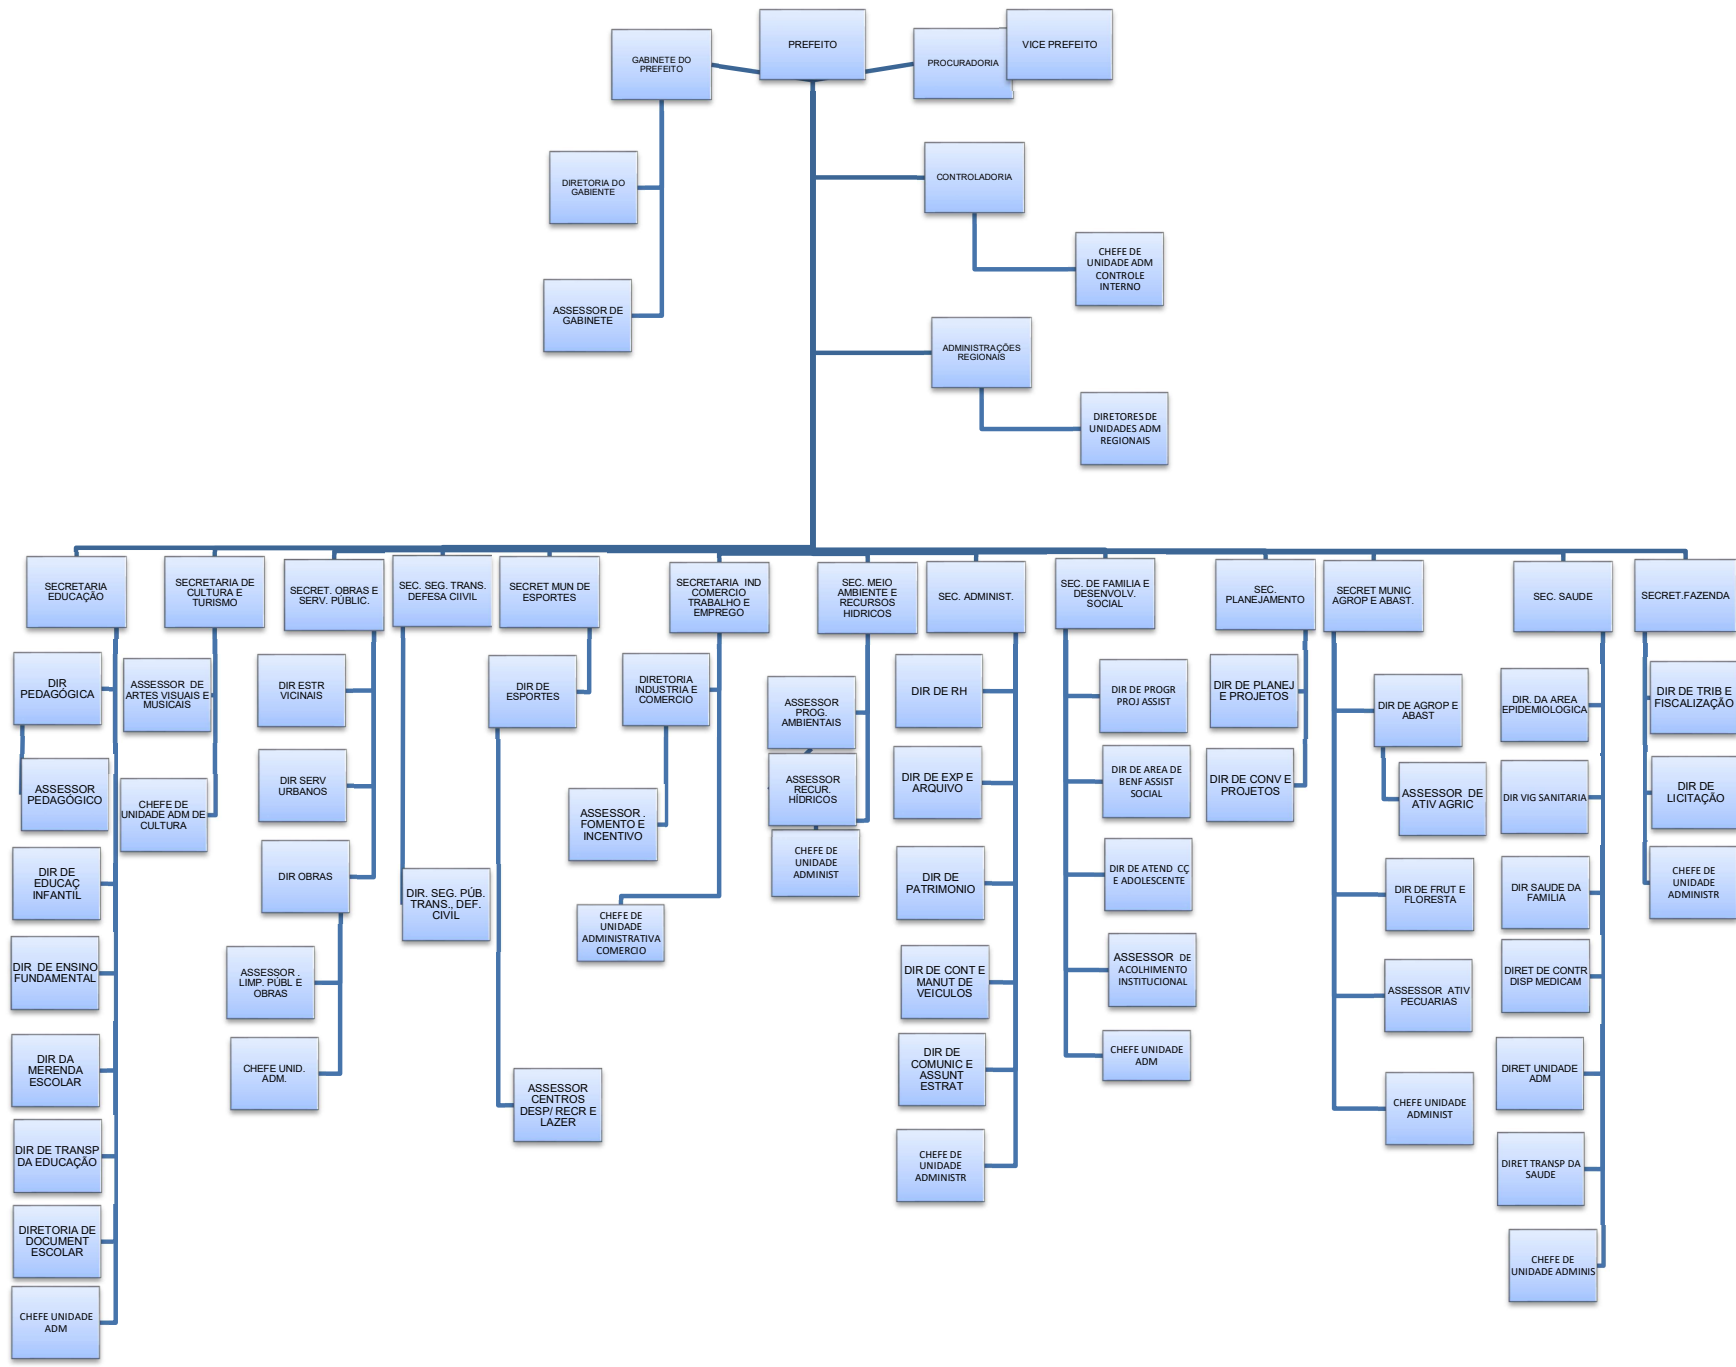 PREFEITO
VICE PREFEITO
GABINETE DO
PREFEITO
PROCURADORIA
DIRETORIA DO
GABIENTE
CONTROLADORIA
CHEFE DE
UNIDADE ADM
CONTROLE
INTERNO
ASSESSOR DE
GABINETE
ADMINISTRAÇÕES
REGIONAIS
DIRETORES DE
UNIDADES ADM
REGIONAIS
SECRETARIA
EDUCAÇÃO
DIR
PEDAGÓGICA
ASSESSOR
PEDAGÓGICO
DIR DE
EDUCAÇ
INFANTIL
DIR DE ENSINO
FUNDAMENTAL
DIR DA
MERENDA
ESCOLAR
DIR DE TRANSP
DA EDUCAÇÃO
DIRETORIA DE
DOCUMENT
ESCOLAR
CHEFE UNIDADE
ADM
SECRETARIA DE
CULTURA E
TURISMO
ASSESSOR DE
ARTES VISUAIS E
MUSICAIS
CHEFE DE
UNIDADE ADM DE
CULTURA
SECRET. OBRAS E
SERV. PÚBLIC.
DIR ESTR
VICINAIS
DIR SERV
URBANOS
DIR OBRAS
ASSESSOR .
LIMP. PÚBL E
OBRAS
CHEFE UNID.
ADM.
SEC. SEG. TRANS.
DEFESA CIIVIL
DIR. SEG. PÚB.
TRANS., DEF.
CIVIL
SECRET MUN DE
ESPORTES
DIR DE
ESPORTES
ASSESSOR
CENTROS
DESP/ RECR E
LAZER
SECRETARIA IND
COMERCIO
TRABALHO E
EMPREGO
DIRETORIA
INDUSTRIA E
COMERCIO
ASSESSOR .
FOMENTO E
INCENTIVO
CHEFE DE
UNIDADE
ADMINISTRATIVA
COMERCIO
SEC. MEIO
AMBIENTE E
RECURSOS
HIDRICOS
ASSESSOR
PROG.
AMBIENTAIS
ASSESSOR
RECUR.
HÍDRICOS
CHEFE DE
UNIDADE
ADMINIST
SEC. ADMINIST.
DIR DE RH
DIR DE EXP E
ARQUIVO
DIR DE
PATRIMONIO
DIR DE CONT E
MANUT DE
VEICULOS
DIR DE
COMUNIC E
ASSUNT
ESTRAT
CHEFE DE
UNIDADE
ADMINISTR
SEC. DE FAMILIA E
DESENVOLV.
SOCIAL
DIR DE PROGR
PROJ ASSIST
DIR DE AREA DE
BENF ASSIST
SOCIAL
DIR DE ATEND CÇ
E ADOLESCENTE
ASSESSOR DE
ACOLHIMENTO
INSTITUCIONAL
CHEFE UNIDADE
ADM
SEC.
PLANEJAMENTO
DIR DE PLANEJ
E PROJETOS
DIR DE CONV E
PROJETOS
SECRET MUNIC
AGROP E ABAST.
DIR DE AGROP E
ABAST
ASSESSOR DE
ATIV AGRIC
DIR DE FRUT E
FLORESTA
ASSESSOR ATIV
PECUARIAS
CHEFE UNIDADE
ADMINIST
SEC. SAUDE
DIR. DA AREA
EPIDEMIOLOGICA
DIR VIG SANITARIA
DIR SAUDE DA
FAMILIA
DIRET DE CONTR
DISP MEDICAM
DIRET UNIDADE
ADM
DIRET TRANSP DA
SAUDE
CHEFE DE
UNIDADE ADMINIS
SECRET.FAZENDA
DIR DE TRIB E
FISCALIZAÇÃO
DIR DE
LICITAÇÃO
CHEFE DE
UNIDADE
ADMINISTR